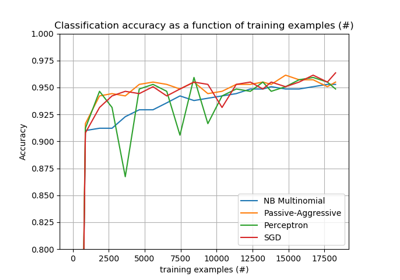 Classification accuracy as a function of training examples (#)
1.000
0.975
0.950
0.925
0.900
0.875
0.850
0.825
0.800
Accuracy
NB Multinomial
Passive-Aggressive
Perceptron
SGD
0 2500 5000 7500 10000 12500 15000 17500
training examples (#)